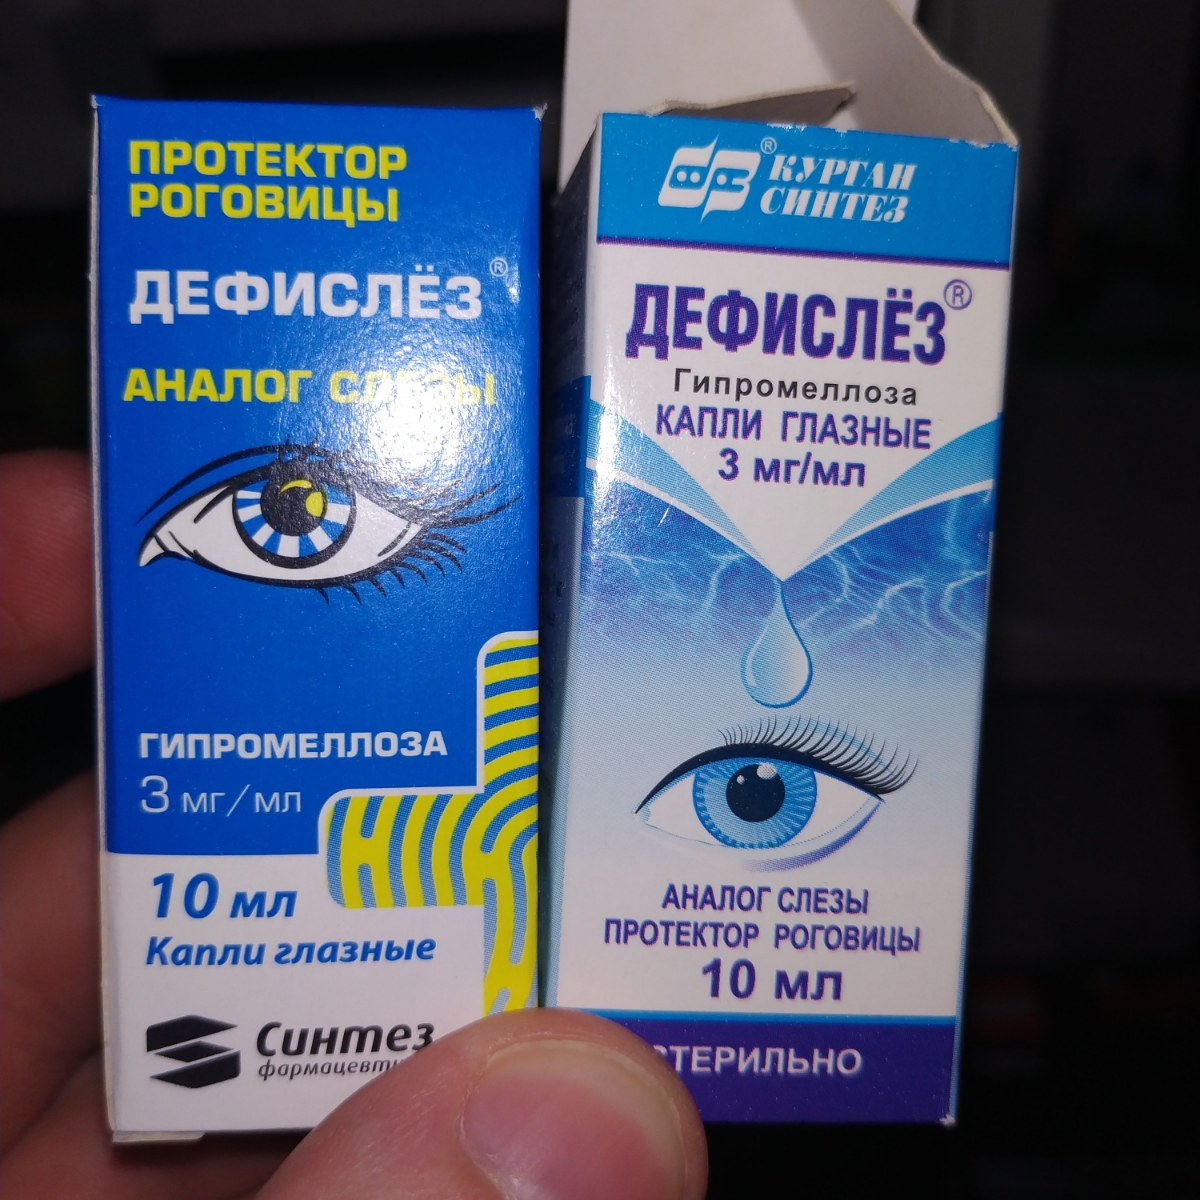 ПРОТЕКТОР
РОГОВИЦЫ
ДЕФИСЛЁЗ®
АНАЛОГ СЛЕЗЫ
ГИПРОМЕЛЛОЗА
3 мг/мл
10 мл
Капли глазные
Синтез
КУРГАН
СИНТЕЗ
ДЕФИСЛЁЗ®
Гипромеллоза
КАПЛИ ГЛАЗНЫЕ
3 мг/мл
АНАЛОГ СЛЕЗЫ
ПРОТЕКТОР РОГОВИЦЫ
10 мл
СТЕРИЛЬНО